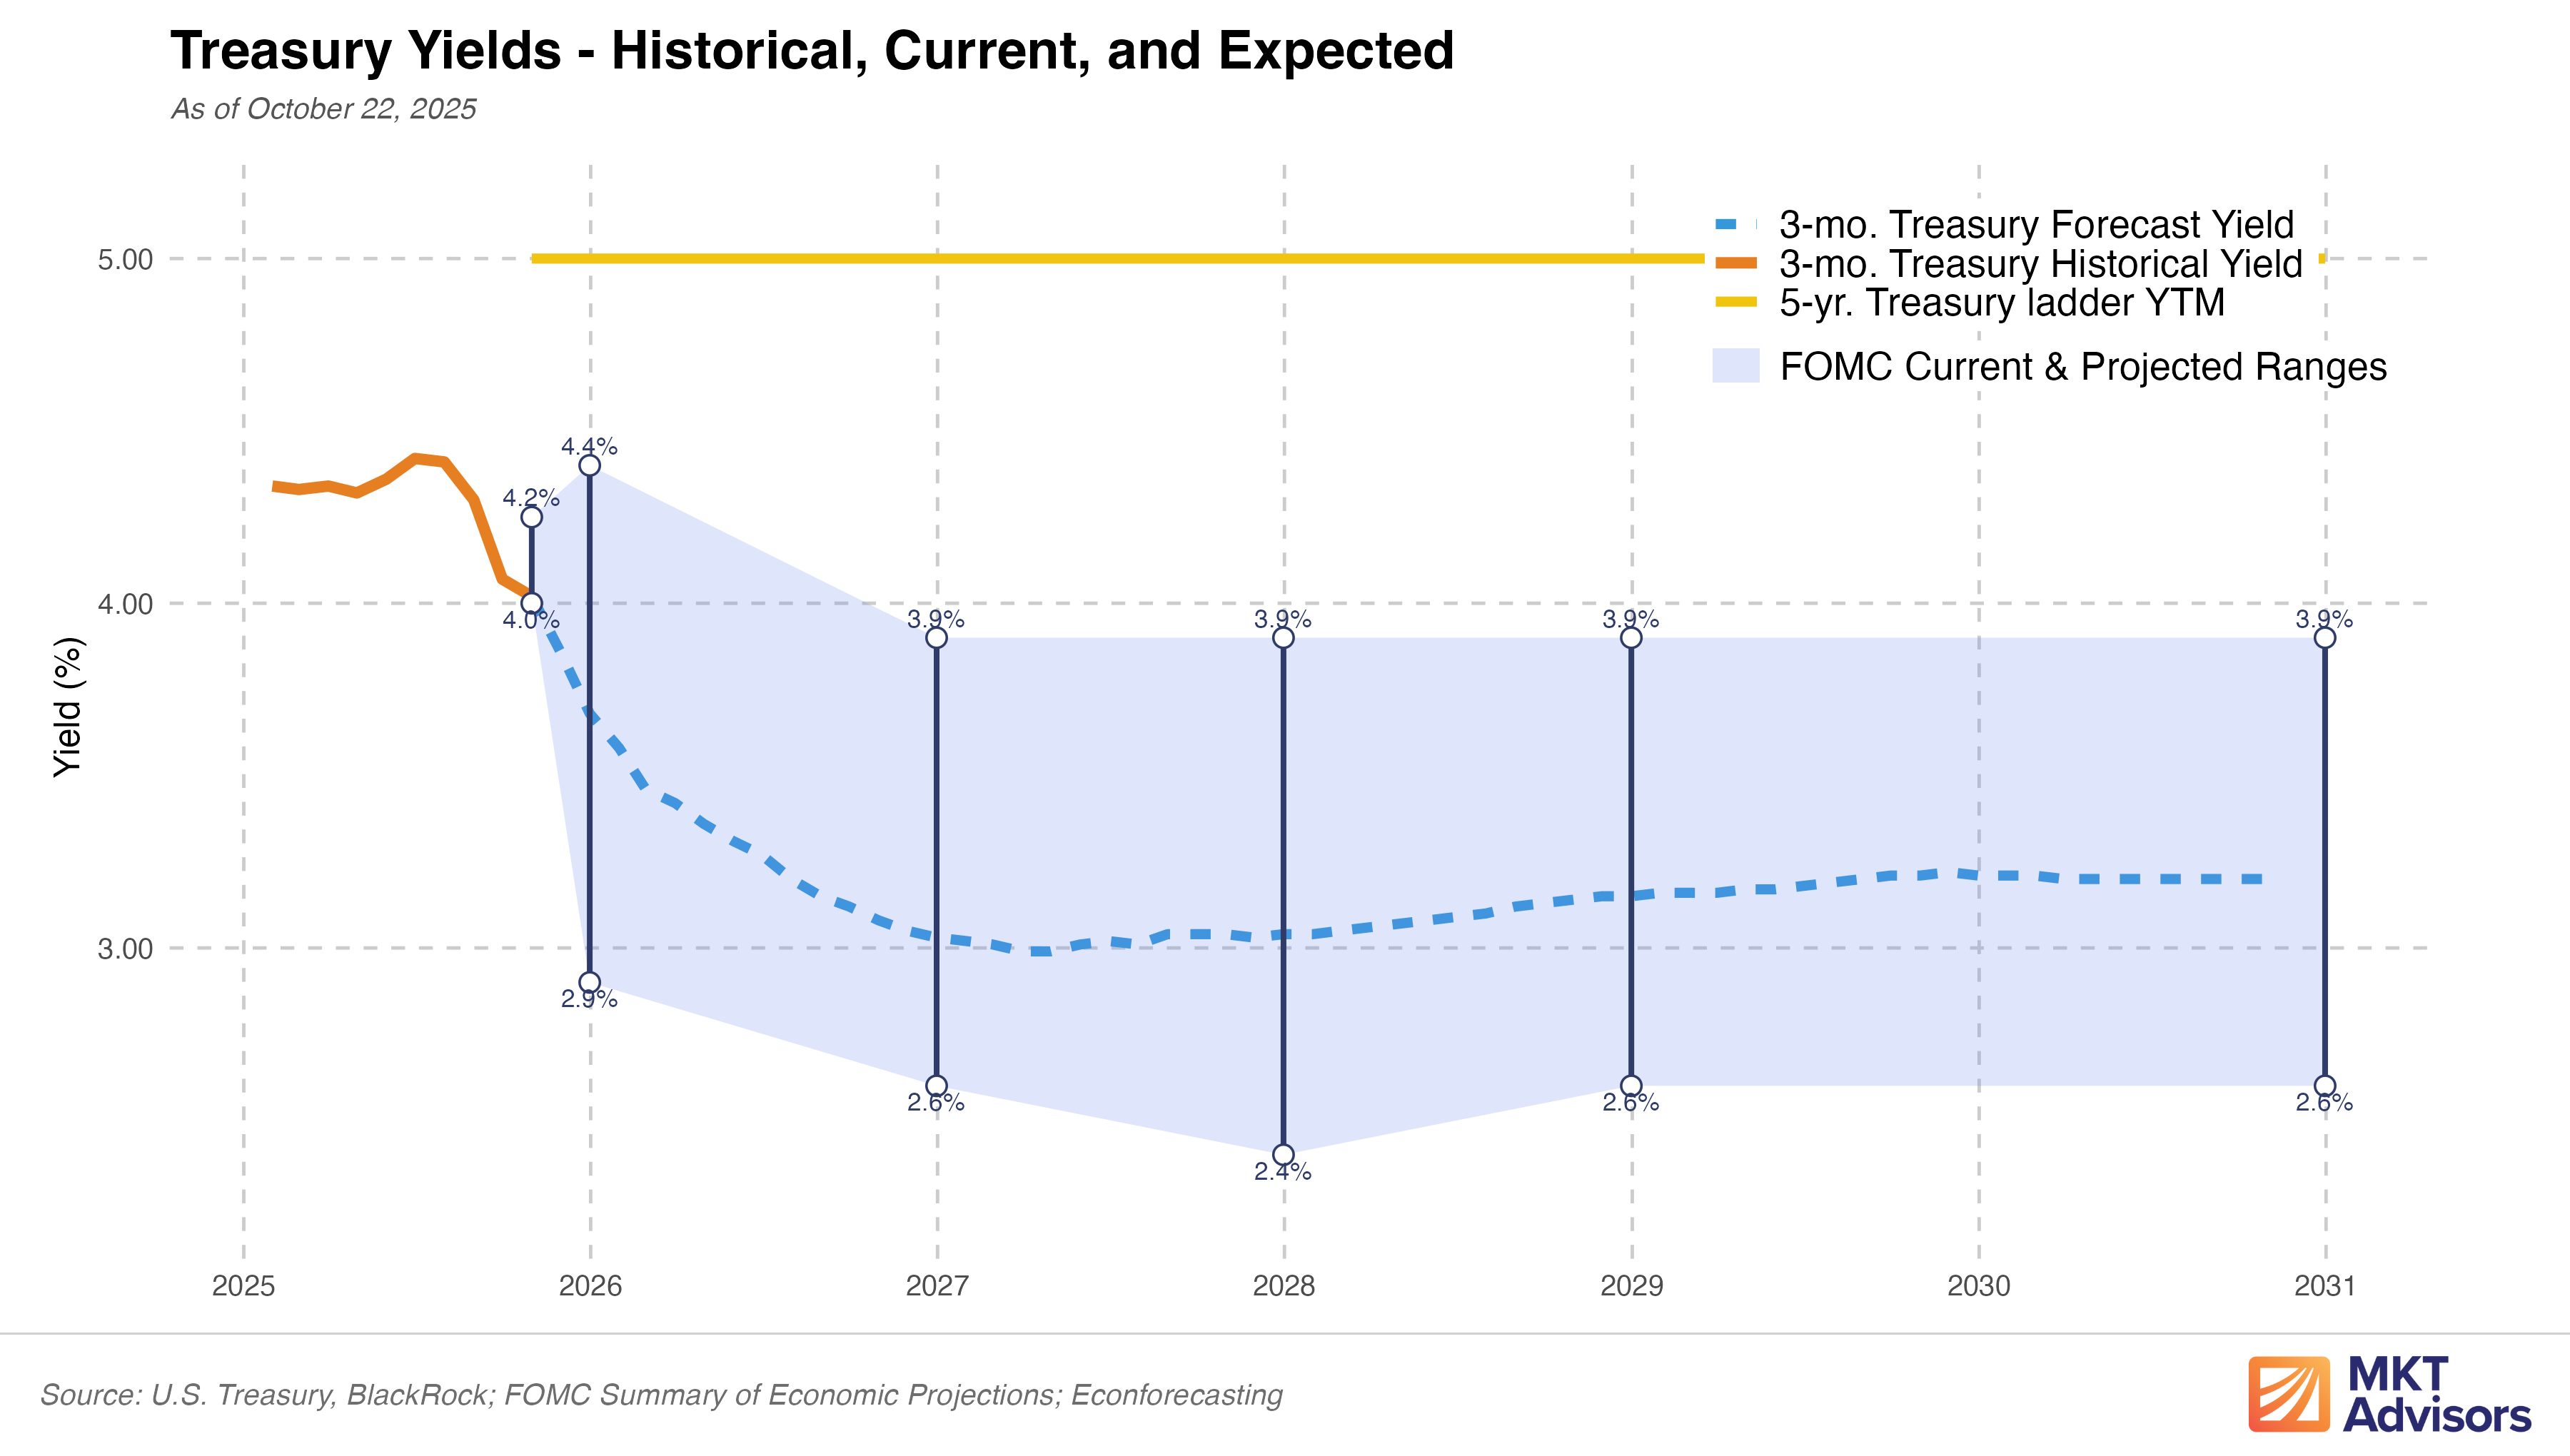 Treasury Yields - Historical, Current, and Expected
As of October 22, 2025
3-mo. Treasury Forecast Yield
5.00
3-mo. Treasury Historical Yield
5-yr. Treasury ladder YTM
FOMC Current & Projected Ranges
4.4%
4.2%
4.00
4.0%
3.9%
3.9%
3.9%
3.9%
Yield (%)
3.00
2.9%
2.6%
2.6%
2.6%
2.4%
2025
2026
2027
2028
2029
2030
2031
Source: U.S. Treasury, BlackRock; FOMC Summary of Economic Projections; Econforecasting
MKT
Advisors